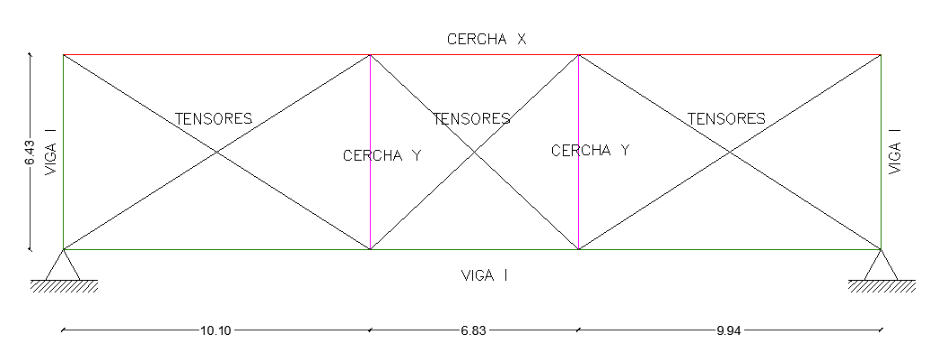 CERCHA X
TENSORES
TENSORES
TENSORES
6.43
VIGA I
CERCHA Y
CERCHA Y
VIGA I
VIGA I
10.10
6.83
9.94